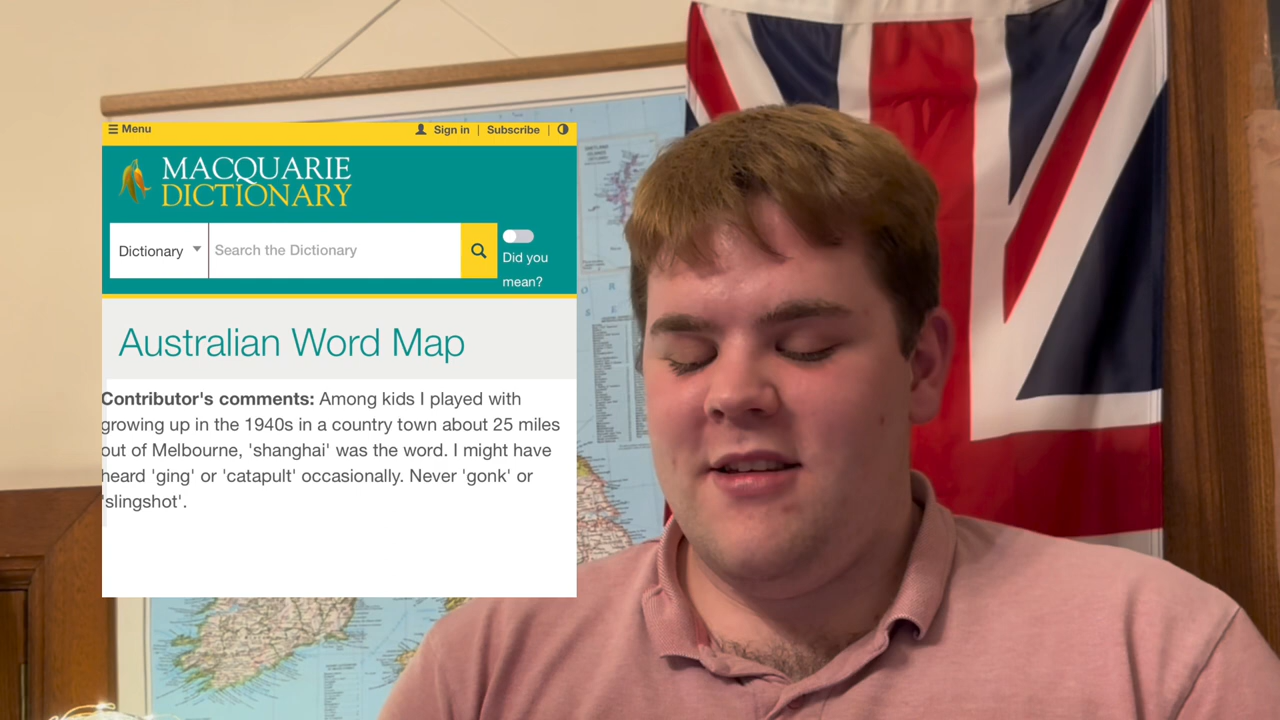 ☰ Menu
Sign in | Subscribe |
MACQUARIE
DICTIONARY
Dictionary
Search the Dictionary
Did you
mean?
Australian Word Map
Contributor's comments: Among kids I played with
growing up in the 1940s in a country town about 25 miles
out of Melbourne, 'shanghai' was the word. I might have
heard 'ging' or 'catapult' occasionally. Never 'gonk' or
'slingshot'.